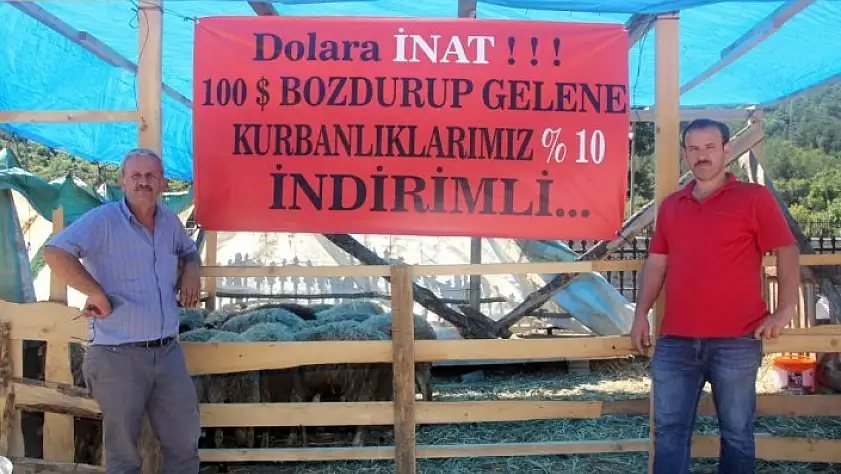 Dolara İNAT ! ! !
100 $ BOZDURUP GELENE
KURBANLIKLARIMIZ % 10
İNDİRİMLİ...